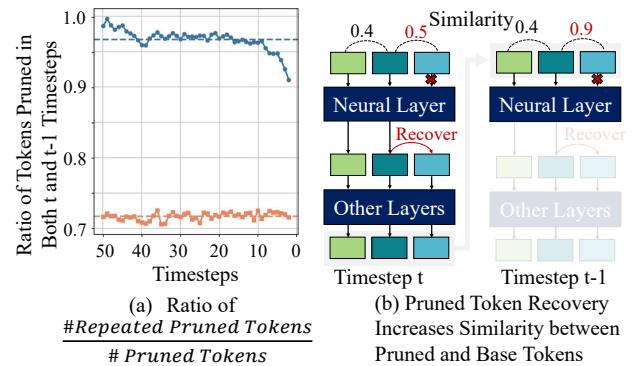 Ratio of Tokens Pruned in
Both t and t-1 Timesteps
1.0
0.9
0.8
0.7
50 40 30 20 10 0
Timesteps
(a) Ratio of
#Repeated Pruned Tokens
# Pruned Tokens
Similarity
0.4 0.5
Neural Layer
Recover
Other Layers
Timestep t
0.4 0.9
Neural Layer
Recover
Other Layers
Timestep t-1
(b) Pruned Token Recovery
Increases Similarity between
Pruned and Base Tokens